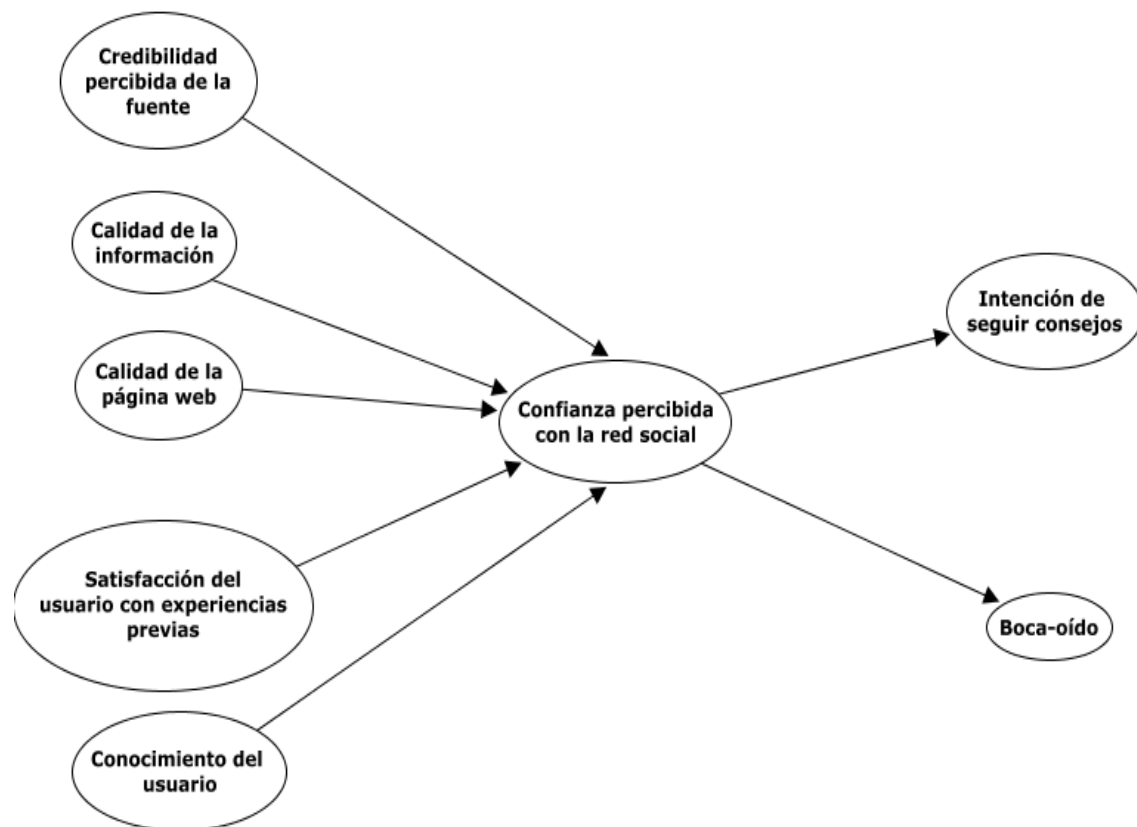 Credibilidad
percibida de la
fuente
Calidad de la
información
Calidad de la
página web
Satisfacción del
usuario con experiencias
previas
Conocimiento del
usuario
Confianza percibida
con la red social
Intención de
seguir consejos
Boca-oído